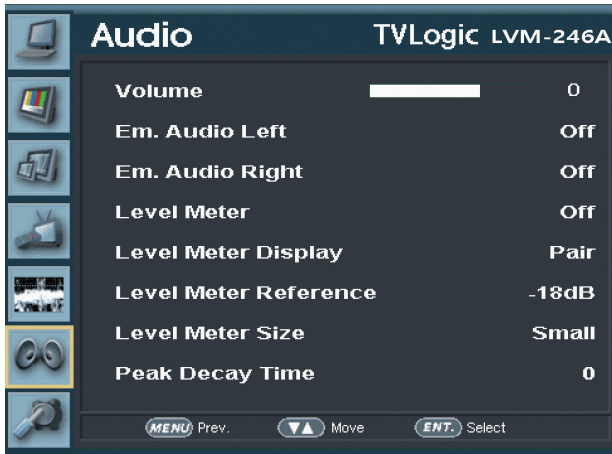 Audio TVLogic LVM-246A
Volume 0
Em. Audio Left Off
Em. Audio Right Off
Level Meter Off
Level Meter Display Pair
Level Meter Reference -18dB
Level Meter Size Small
Peak Decay Time 0
MENU Prev. ▼▲ Move ENT. Select